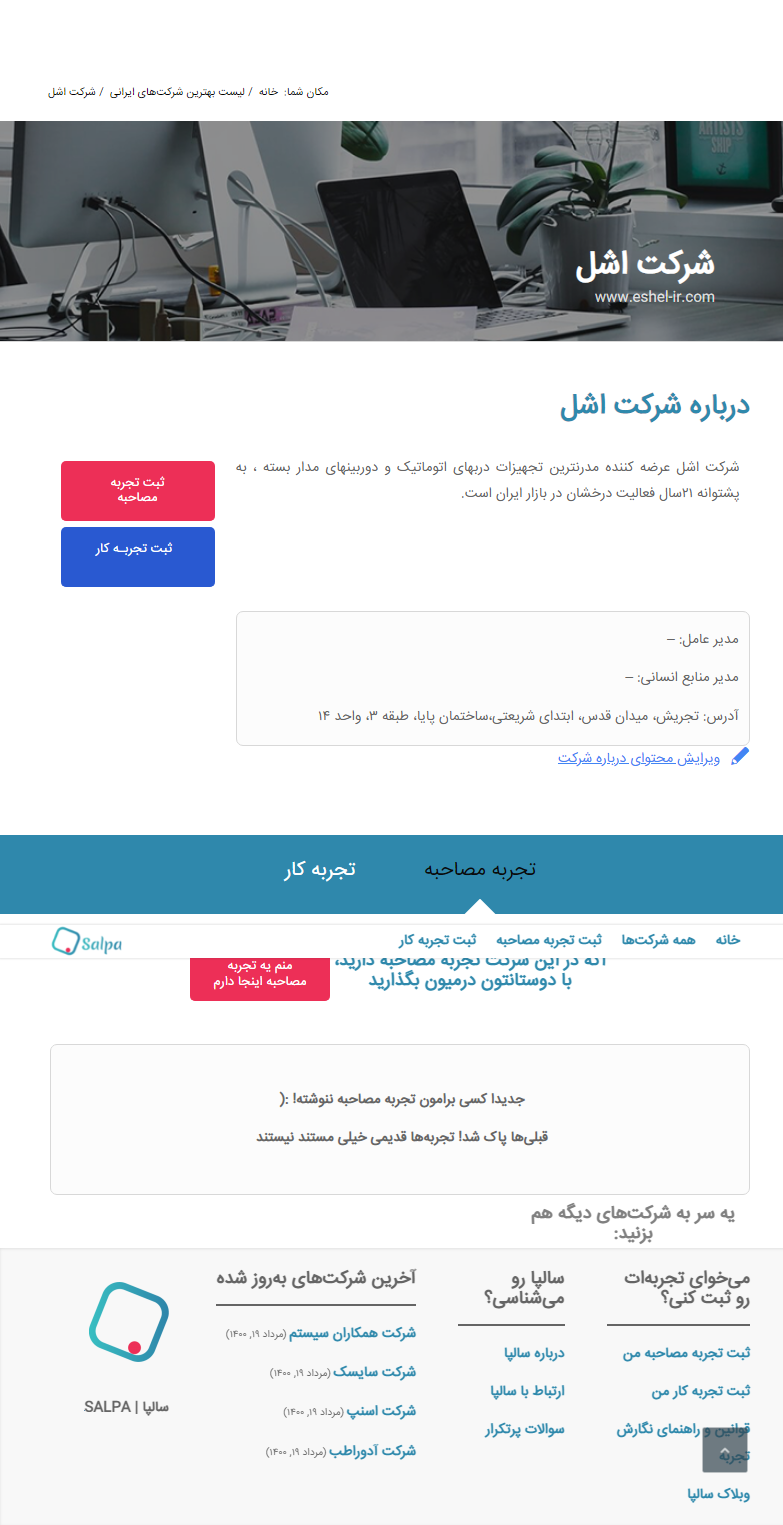 مکان شما: خانه / لیست بهترین شرکت‌های ایرانی / شرکت اشل
ARTISTS
SHIP
شرکت اشل
www.eshel-ir.com
درباره شرکت اشل
شرکت اشل عرضه کننده مدرنترین تجهیزات دربهای اتوماتیک و دوربینهای مدار بسته ، به
پشتوانه ۲۱سال فعالیت درخشان در بازار ایران است.
ثبت تجربه
مصاحبه
ثبت تجربـه کار
مدیر عامل: –
مدیر منابع انسانی: –
آدرس: تجریش، میدان قدس، ابتدای شریعتی،ساختمان پایا، طبقه ۳، واحد ۱۴
ویرایش محتوای درباره شرکت
تجربه مصاحبه
تجربه کار
خانه
همه شرکت‌ها
ثبت تجربه مصاحبه
ثبت تجربه کار
Salpa
اگه در این شرکت تجربه مصاحبه دارید،
با دوستانتون درمیون بگذارید
منم یه تجربه
مصاحبه اینجا دارم
جدیدا کسی برامون تجربه مصاحبه ننوشته! :(
قبلی‌ها پاک شد! تجربه‌ها قدیمی خیلی مستند نیستند
یه سر به شرکت‌های دیگه هم
بزنید:
می‌خوای تجربه‌ات
رو ثبت کنی؟
ثبت تجربه مصاحبه من
ثبت تجربه کار من
قوانین و راهنمای نگارش
تجربه
وبلاک سالپا
سالپا رو
می‌شناسی؟
درباره سالپا
ارتباط با سالپا
سوالات پرتکرار
آخرین شرکت‌های به‌روز شده
شرکت همکاران سیستم (مرداد ۱۹, ۱۴۰۰)
شرکت سایسک (مرداد ۱۹, ۱۴۰۰)
شرکت اسنپ (مرداد ۱۹, ۱۴۰۰)
شرکت آدوراطب (مرداد ۱۹, ۱۴۰۰)
سالپا | SALPA